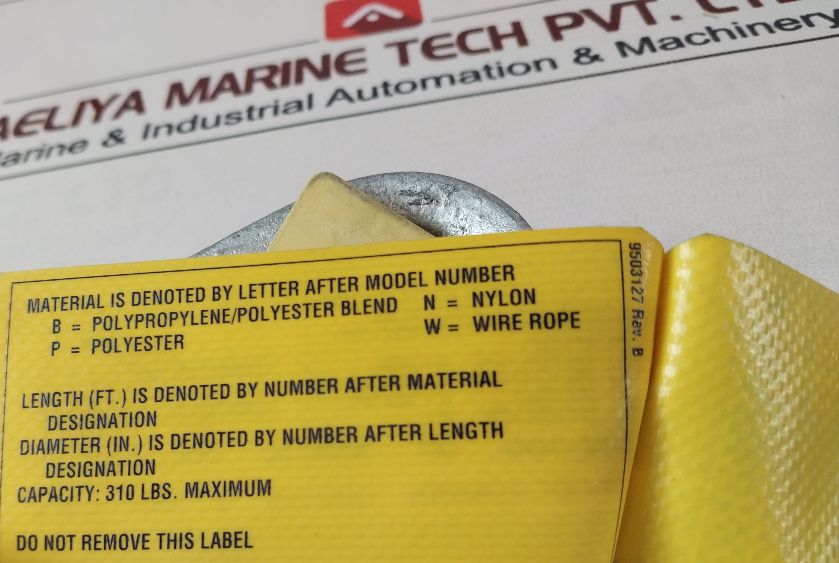 AELIYA MARINE TECH PVT.
Marine & Industrial Automation & Machinery
MATERIAL IS DENOTED BY LETTER AFTER MODEL NUMBER
B = POLYPROPYLENE/POLYESTER BLEND N = NYLON
P = POLYESTER W = WIRE ROPE
LENGTH (FT.) IS DENOTED BY NUMBER AFTER MATERIAL
DESIGNATION
DIAMETER (IN.) IS DENOTED BY NUMBER AFTER LENGTH
DESIGNATION
CAPACITY: 310 LBS. MAXIMUM
DO NOT REMOVE THIS LABEL
9503127 Rev. B